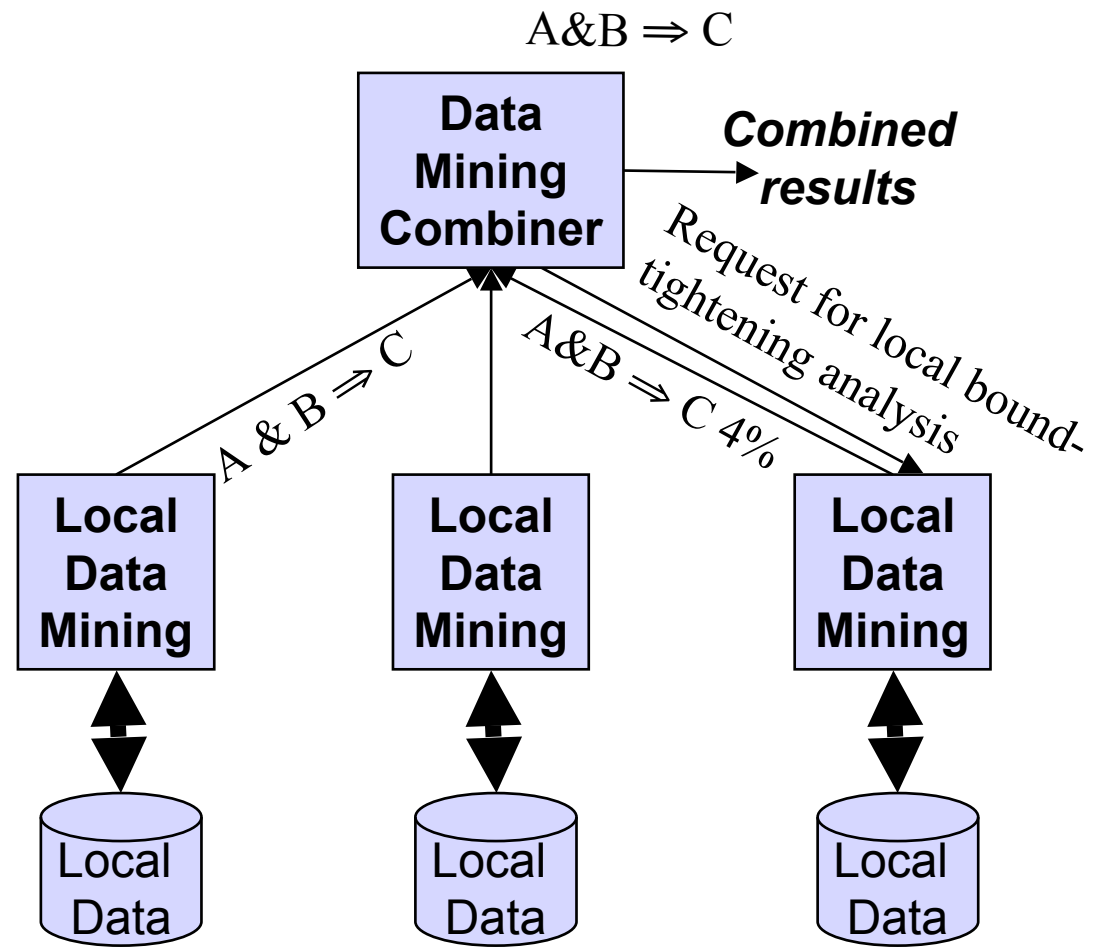 A&B ⇒ C
Data
Mining
Combiner
Combined
results
Request for local bound-
tightening analysis
A & B ⇒ C
A&B ⇒ C 4%
Local
Data
Mining
Local
Data
Mining
Local
Data
Mining
Local
Data
Local
Data
Local
Data